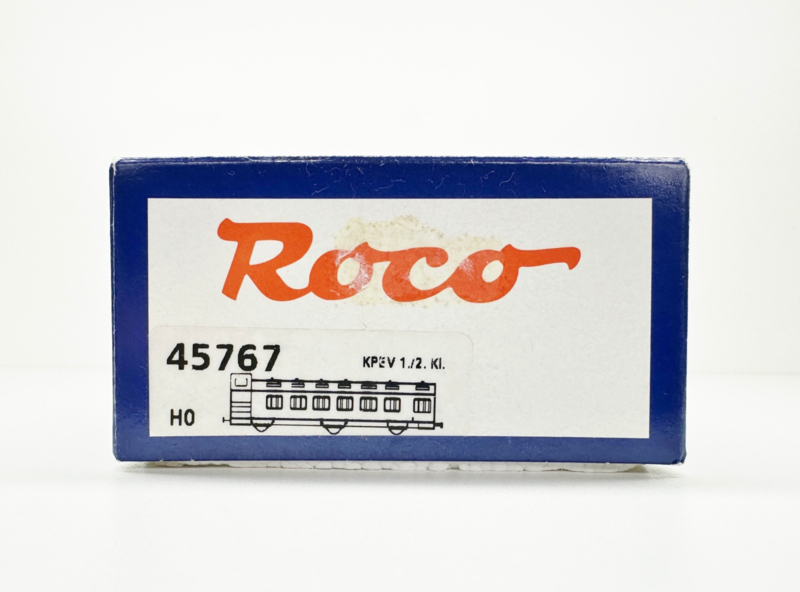 Roco
45767
KPEV 1./2. Kl.
H0